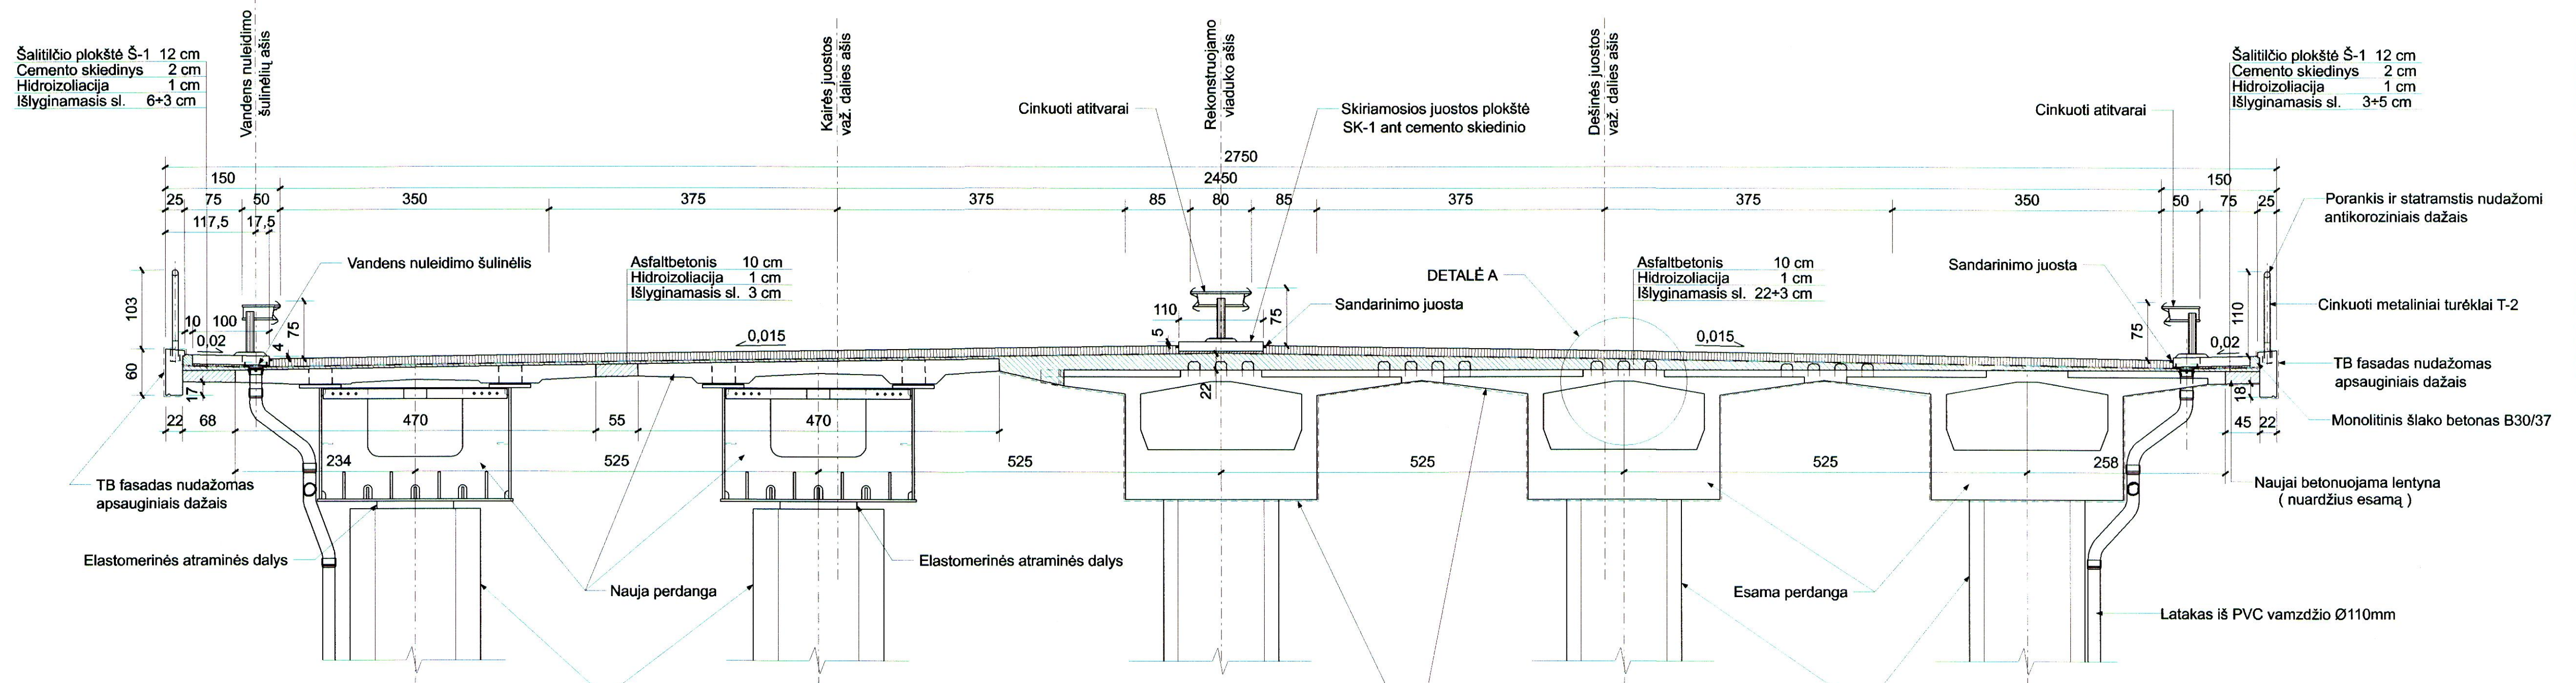 Šalitilčio plokštė Š-1 12 cm
Cemento skiedinys 2 cm
Hidroizoliacija 1 cm
Išlyginamasis sl. 6÷3 cm
Vandens nuleidimo
šulinėlių ašis
Kairės juostos
važ. dalies ašis
Rekonstruojamo
viaduko ašis
Dešinės juostos
važ. dalies ašis
Cinkuoti atitvarai
Skiriamosios juostos plokštė
SK-1 ant cemento skiedinio
Cinkuoti atitvarai
Šalitilčio plokštė Š-1 12 cm
Cemento skiedinys 2 cm
Hidroizoliacija 1 cm
Išlyginamasis sl. 3÷5 cm
2750
150 2450 150
25 75 50 350 375 375 85 80 85 375 375 350 50 75 25
117,5 17,5
Porankis ir statramstis nudažomi
antikoroziniais dažais
Vandens nuleidimo šulinėlis
Asfaltbetonis 10 cm
Hidroizoliacija 1 cm
Išlyginamasis sl. 3 cm
DETALĖ A
Sandarinimo juosta
Asfaltbetonis 10 cm
Hidroizoliacija 1 cm
Išlyginamasis sl. 22÷3 cm
Sandarinimo juosta
Cinkuoti metaliniai turėklai T-2
103
10 100
75
0,02
4
0,015
110
5
75
0,015
75
110
0,02
60
17
22
18
TB fasadas nudažomas
apsauginiais dažais
Monolitinis šlako betonas B30/37
22 68 470 55 470 45 22
234 525 525 525 525 258
TB fasadas nudažomas
apsauginiais dažais
Naujai betonuojama lentyna
( nuardžius esamą )
Elastomerinės atraminės dalys
Elastomerinės atraminės dalys
Nauja perdanga
Esama perdanga
Latakas iš PVC vamzdžio Ø110mm